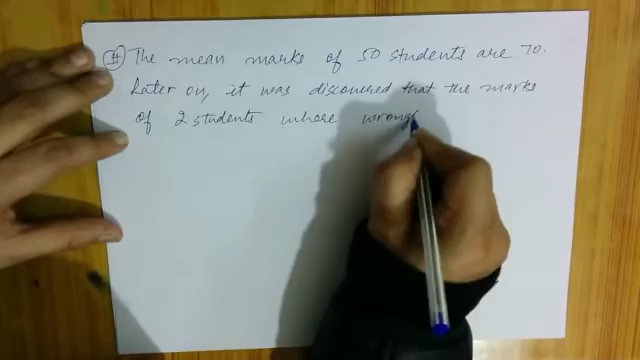 # The mean marks of 50 students are 70.
Later on, it was discovered that the marks
of 2 students where wrong